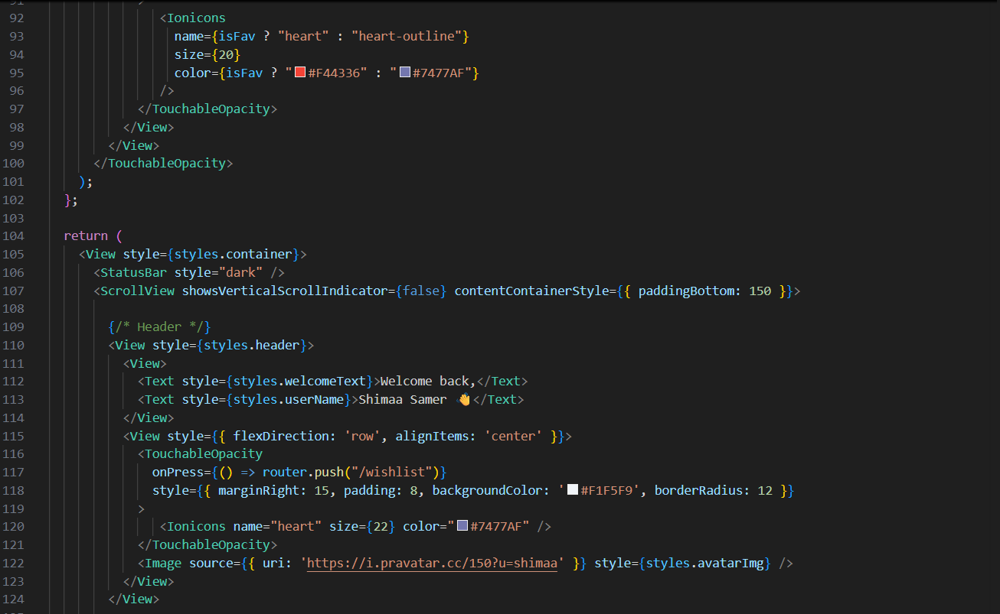 92 <Ionicons
93 name={isFav ? "heart" : "heart-outline"}
94 size={20}
95 color={isFav ? "#F44336" : "#7477AF"}
96 />
97 </TouchableOpacity>
98 </View>
99 </View>
100 </TouchableOpacity>
101 );
102 };
103
104 return (
105 <View style={styles.container}>
106 <StatusBar style="dark" />
107 <ScrollView showsVerticalScrollIndicator={false} contentContainerStyle={{ paddingBottom: 150 }}>
108
109 {/* Header */}
110 <View style={styles.header}>
111 <View>
112 <Text style={styles.welcomeText}>Welcome back,</Text>
113 <Text style={styles.userName}>Shimaa Samer 👋</Text>
114 </View>
115 <View style={{ flexDirection: 'row', alignItems: 'center' }}>
116 <TouchableOpacity
117 onPress={() => router.push("/wishlist")}
118 style={{ marginRight: 15, padding: 8, backgroundColor: '#F1F5F9', borderRadius: 12 }}
119 >
120 <Ionicons name="heart" size={22} color="#7477AF" />
121 </TouchableOpacity>
122 <Image source={{ uri: 'https://i.pravatar.cc/150?u=shimaa' }} style={styles.avatarImg} />
123 </View>
124 </View>